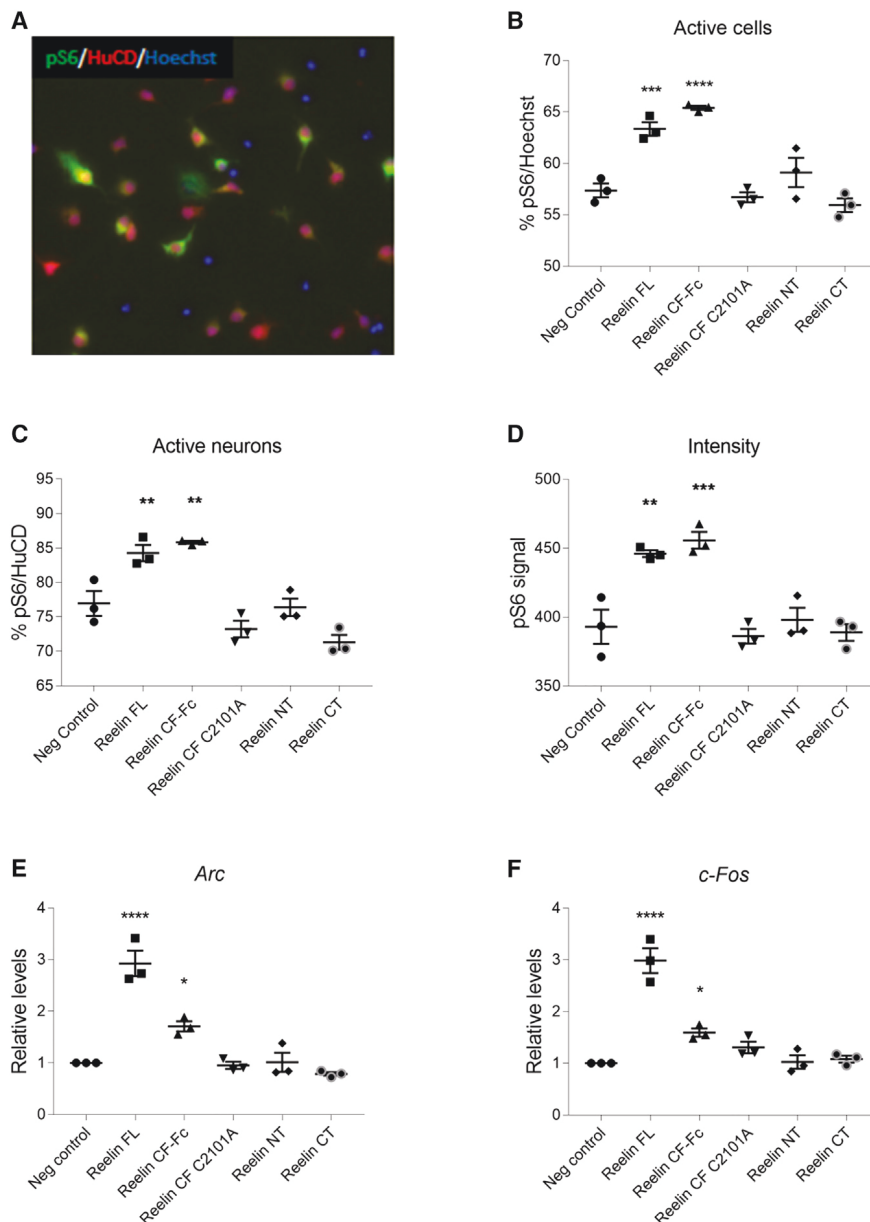 A
pS6/HuCD/Hoechst
B
Active cells
% pS6/Hoechst
70
65
60
55
50
*** ****
Neg Control
Reelin FL
Reelin CF-Fc
Reelin CF C2101A
Reelin NT
Reelin CT
C
Active neurons
% pS6/HuCD
95
90
85
80
75
70
65
** **
Neg Control
Reelin FL
Reelin CF-Fc
Reelin CF C2101A
Reelin NT
Reelin CT
D
Intensity
pS6 signal
500
450
400
350
** ***
Neg Control
Reelin FL
Reelin CF-Fc
Reelin CF C2101A
Reelin NT
Reelin CT
E
Arc
Relative levels
4
3
2
1
0
****
*
Neg control
Reelin FL
Reelin CF-Fc
Reelin CF C2101A
Reelin NT
Reelin CT
F
c-Fos
Relative levels
4
3
2
1
0
****
*
Neg control
Reelin FL
Reelin CF-Fc
Reelin CF C2101A
Reelin NT
Reelin CT